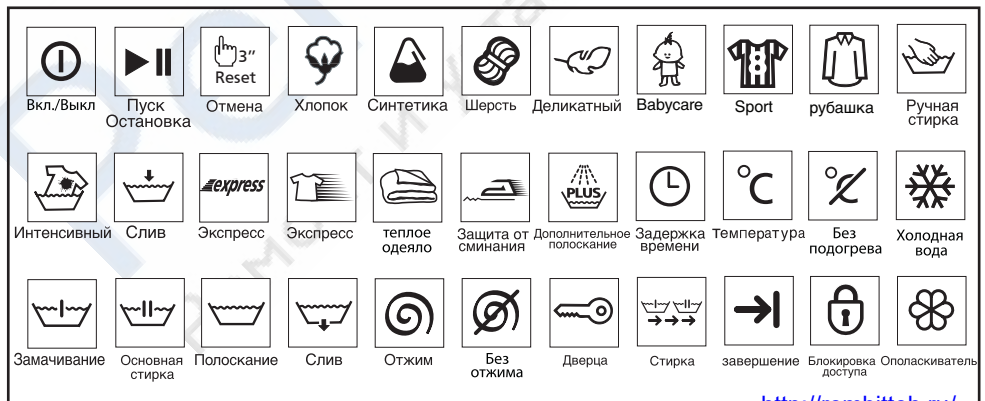 3"
Reset
Вкл./Выкл
Пуск
Остановка
Отмена
Хлопок
Синтетика
Шерсть
Деликатный
Babycare
Sport
рубашка
Ручная
стирка
express
PLUS
°C
Интенсивный
Слив
Экспресс
Экспресс
теплое
одеяло
Защита от
сминания
Дополнительное
полоскание
Задержка
времени
температура
Без
подогрева
Холодная
вода
Замачивание
Основная
стирка
Полоскание
Слив
Отжим
Без
отжима
Дверца
Стирка
завершение
Блокировка
доступа
Ополаскиватель